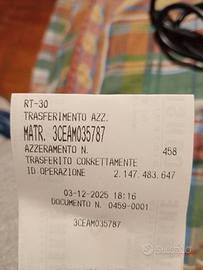 RT-30
TRASFERIMENTO AZZ.
MATR. 3CEAM035787
AZZERAMENTO N. 458
TRASFERITO CORRETTAMENTE
ID OPERAZIONE 2.147.483.647
03-12-2025 18:16
DOCUMENTO N. 0459-0001
3CEAM035787
subito